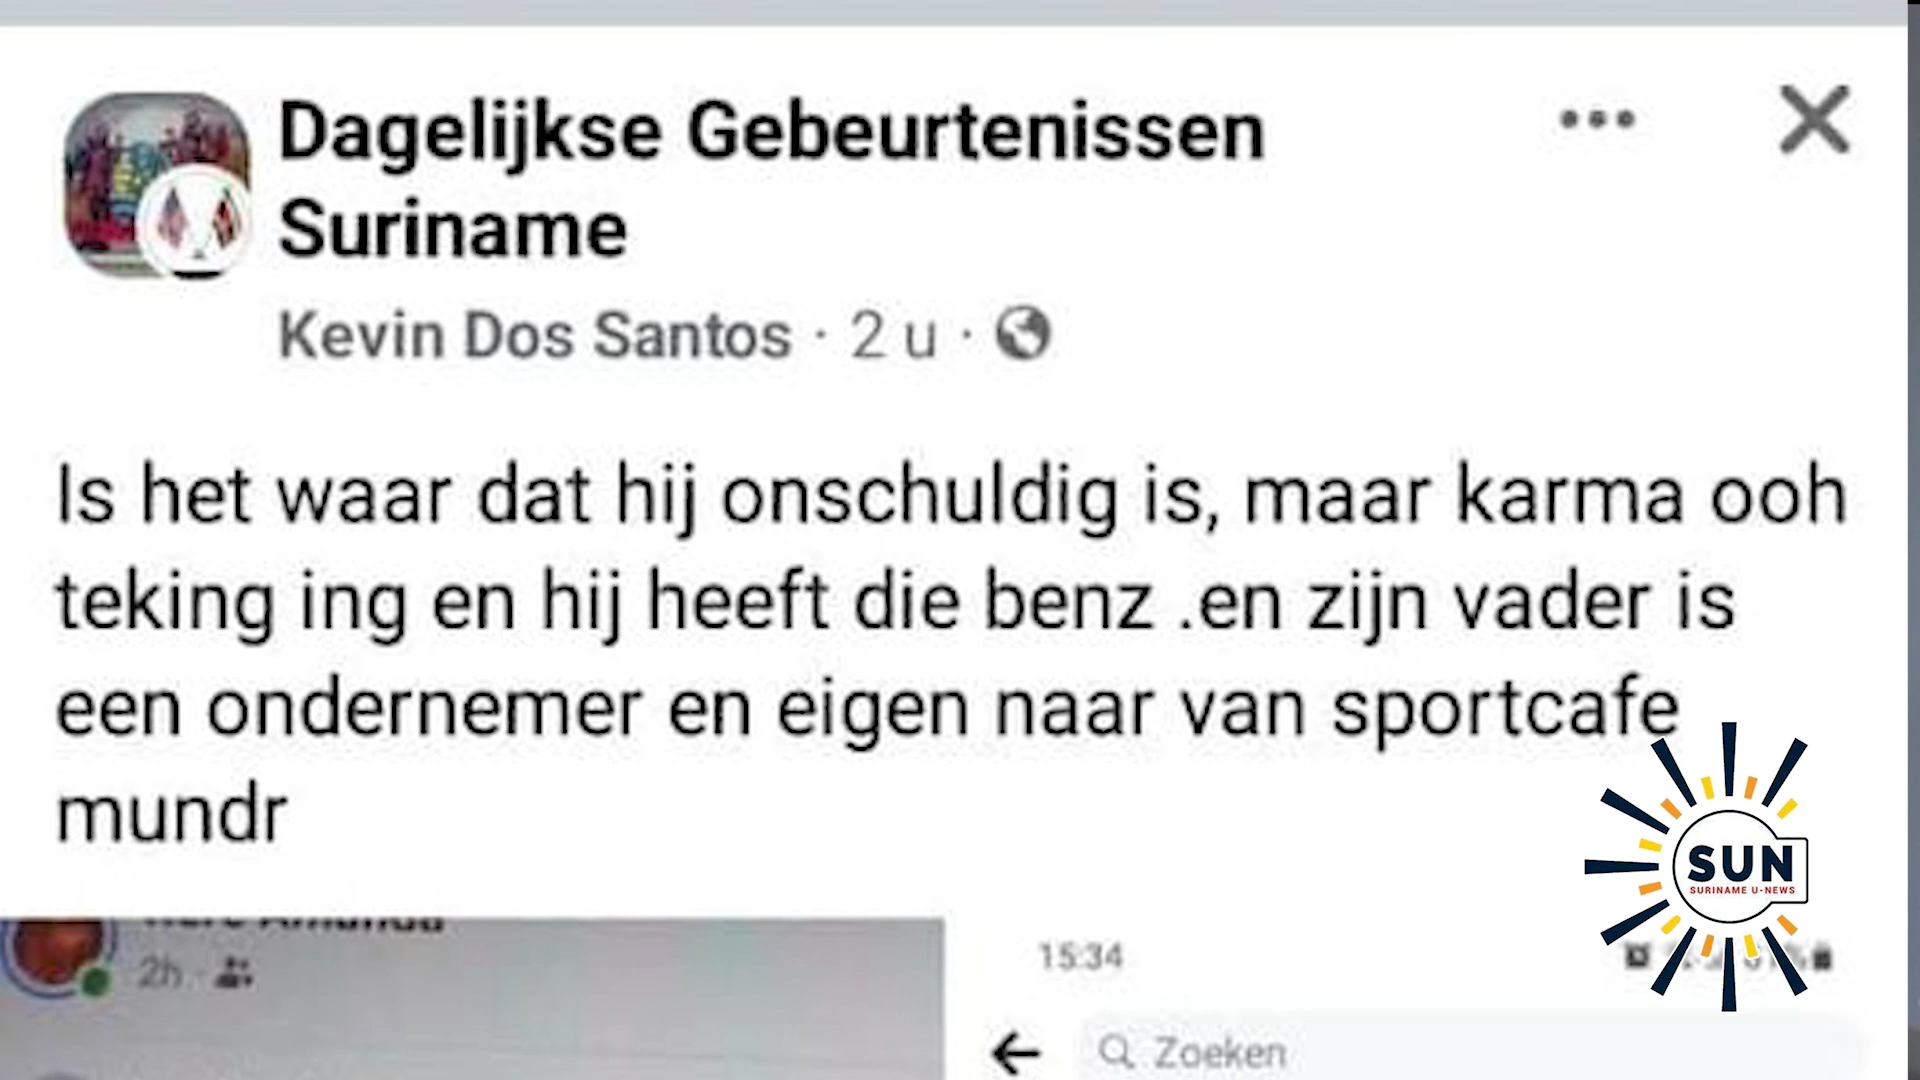 Dagelijkse Gebeurtenissen
Suriname
Kevin Dos Santos · 2 u ·
Is het waar dat hij onschuldig is, maar karma ooh
teking ing en hij heeft die benz .en zijn vader is
een ondernemer en eigen naar van sportcafe
mundr
SUN
SURINAME U-NEWS
2h
15:34
Zoeken